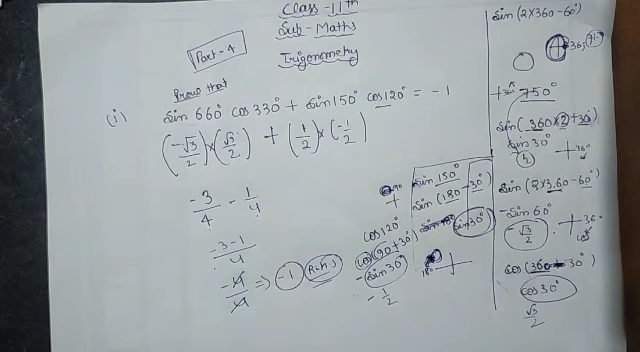 Class - 11th
Sub - Maths
Part - 4
Trigonometry
Prove that
(i) Sin 660° cos 330° + Sin 150° cos 120° = -1
(-√3/2) × (√3/2) + (1/2) × (-1/2)
-3/4 - 1/4
-3-1/4
-4/4 => -1 R.H.S
cos 120°
cos (90+30°)
- Sin 30°
- 1/2
Sin 150°
Sin (180 - 30°)
Sin 30°
Sin (2×360-60°)
750°
Sin (360×2+30°)
Sin 30°
1/2
Sin (2×360-60°)
- Sin 60°
- √3/2
cos (360-30°)
cos 30°
√3/2